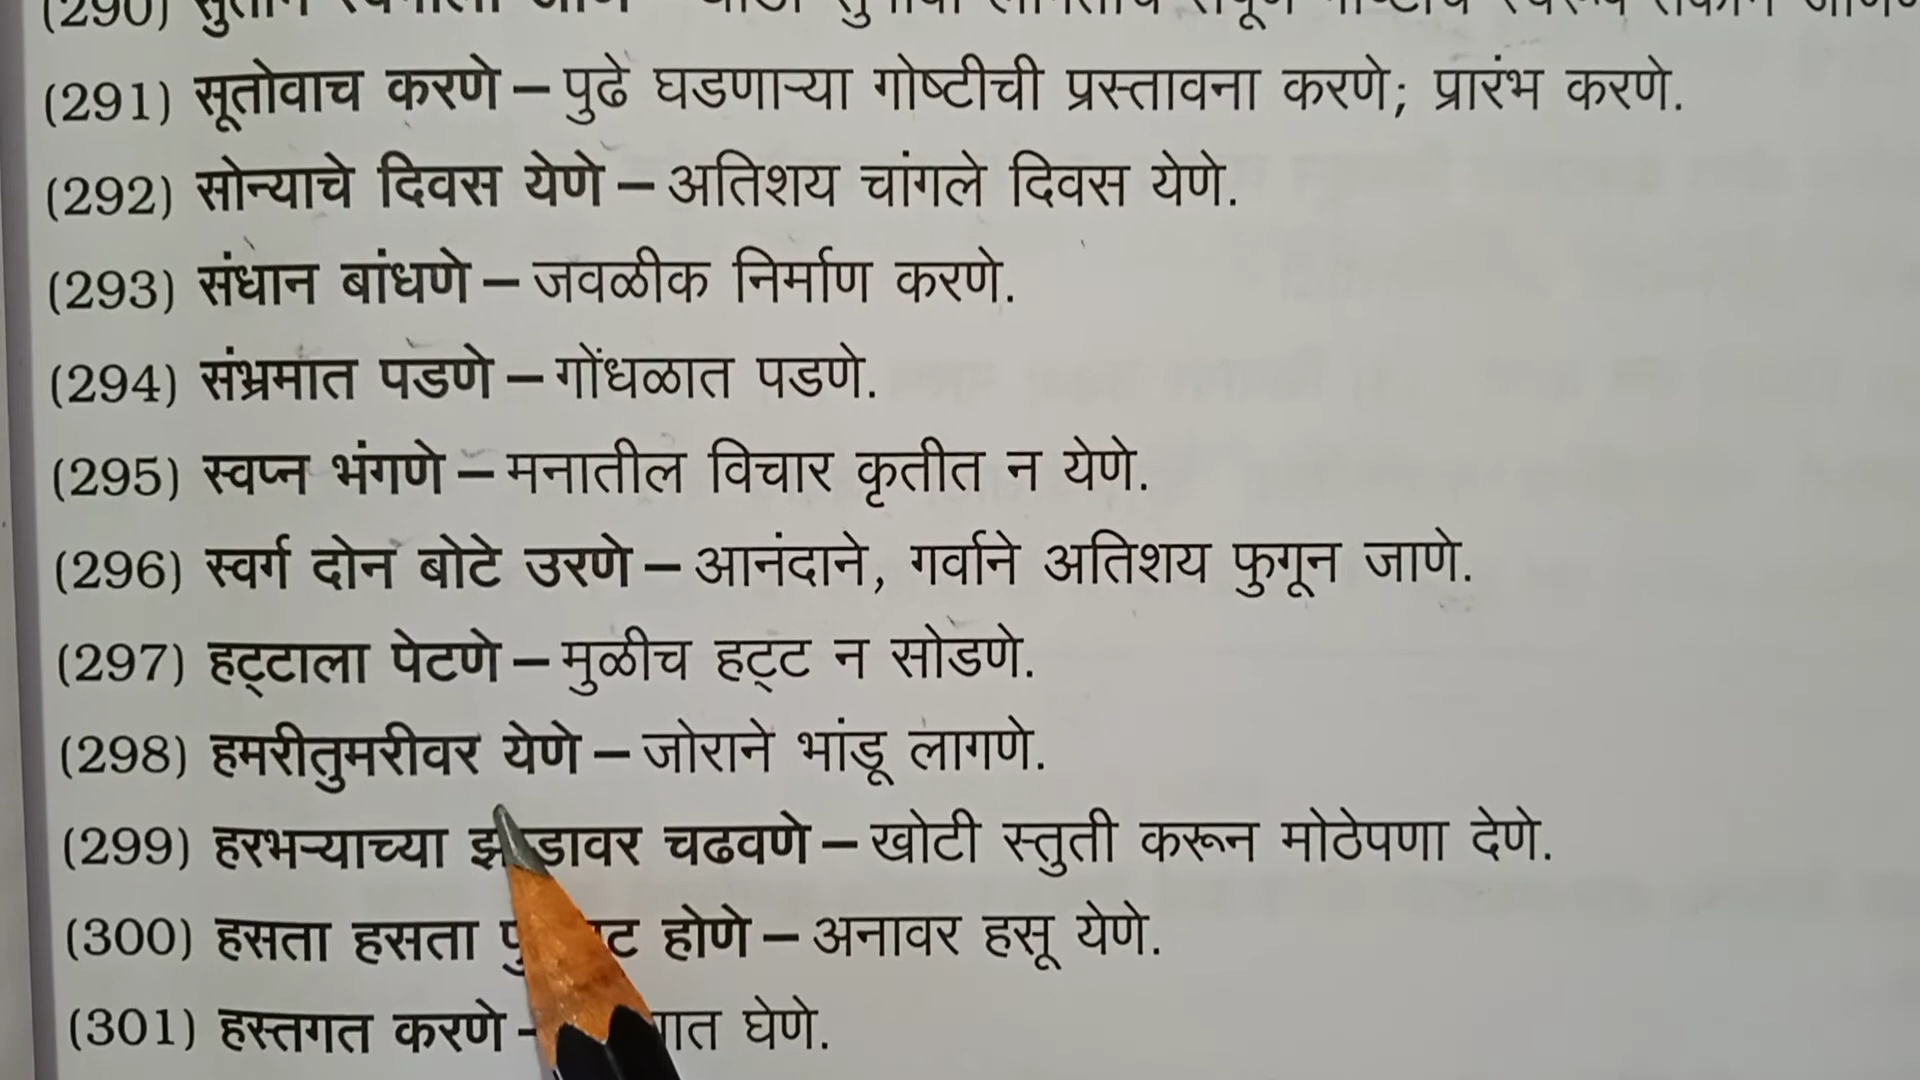 (290)
(291) सूतोवाच करणे – पुढे घडणाऱ्या गोष्टीची प्रस्तावना करणे; प्रारंभ करणे.
(292) सोन्याचे दिवस येणे – अतिशय चांगले दिवस येणे.
(293) संधान बांधणे – जवळीक निर्माण करणे.
(294) संभ्रमात पडणे – गोंधळात पडणे.
(295) स्वप्न भंगणे – मनातील विचार कृतीत न येणे.
(296) स्वर्ग दोन बोटे उरणे – आनंदाने, गर्वाने अतिशय फुगून जाणे.
(297) हट्टाला पेटणे – मुळीच हट्ट न सोडणे.
(298) हमरीतुमरीवर येणे – जोराने भांडू लागणे.
(299) हरभऱ्याच्या झाडावर चढवणे – खोटी स्तुती करून मोठेपणा देणे.
(300) हसता हसता होणे – अनावर हसू येणे.
(301) हस्तगत करणे – घेणे.